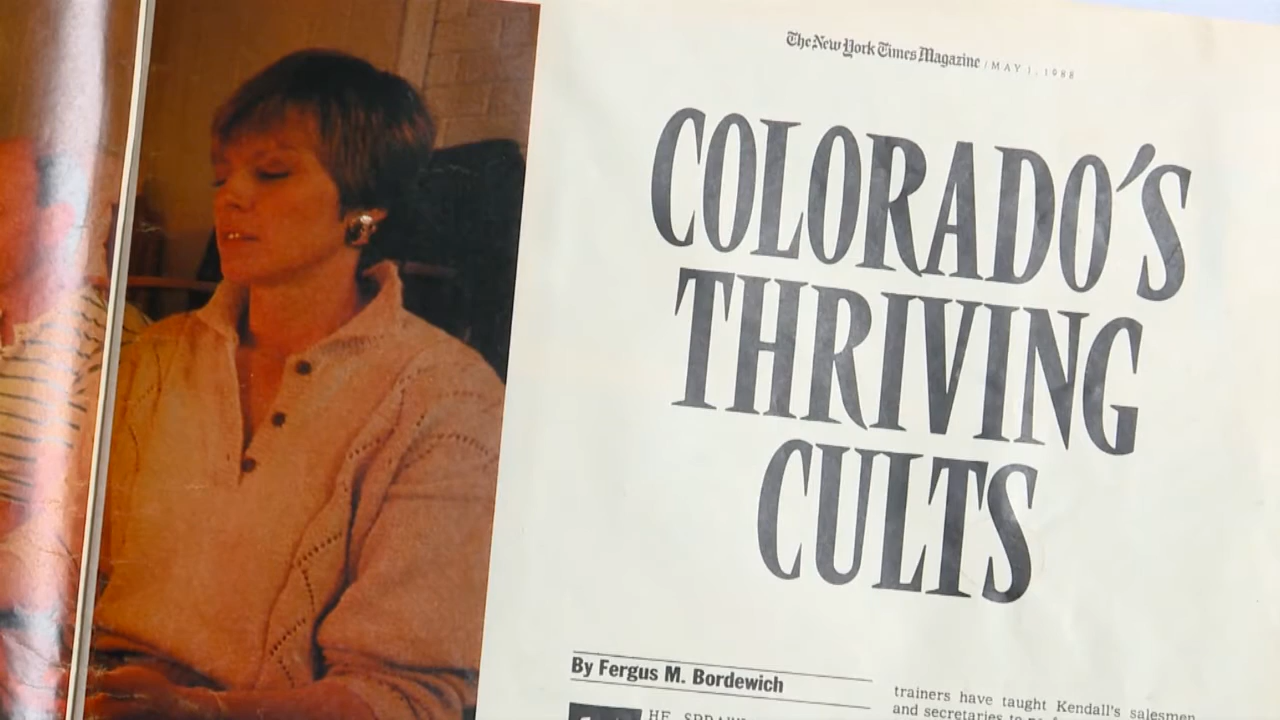 The New York Times Magazine / MAY 1, 1988
COLORADO'S
THRIVING
CULTS
By Fergus M. Bordewich
trainers have taught Kendall's salesmen
and secretaries to
HE